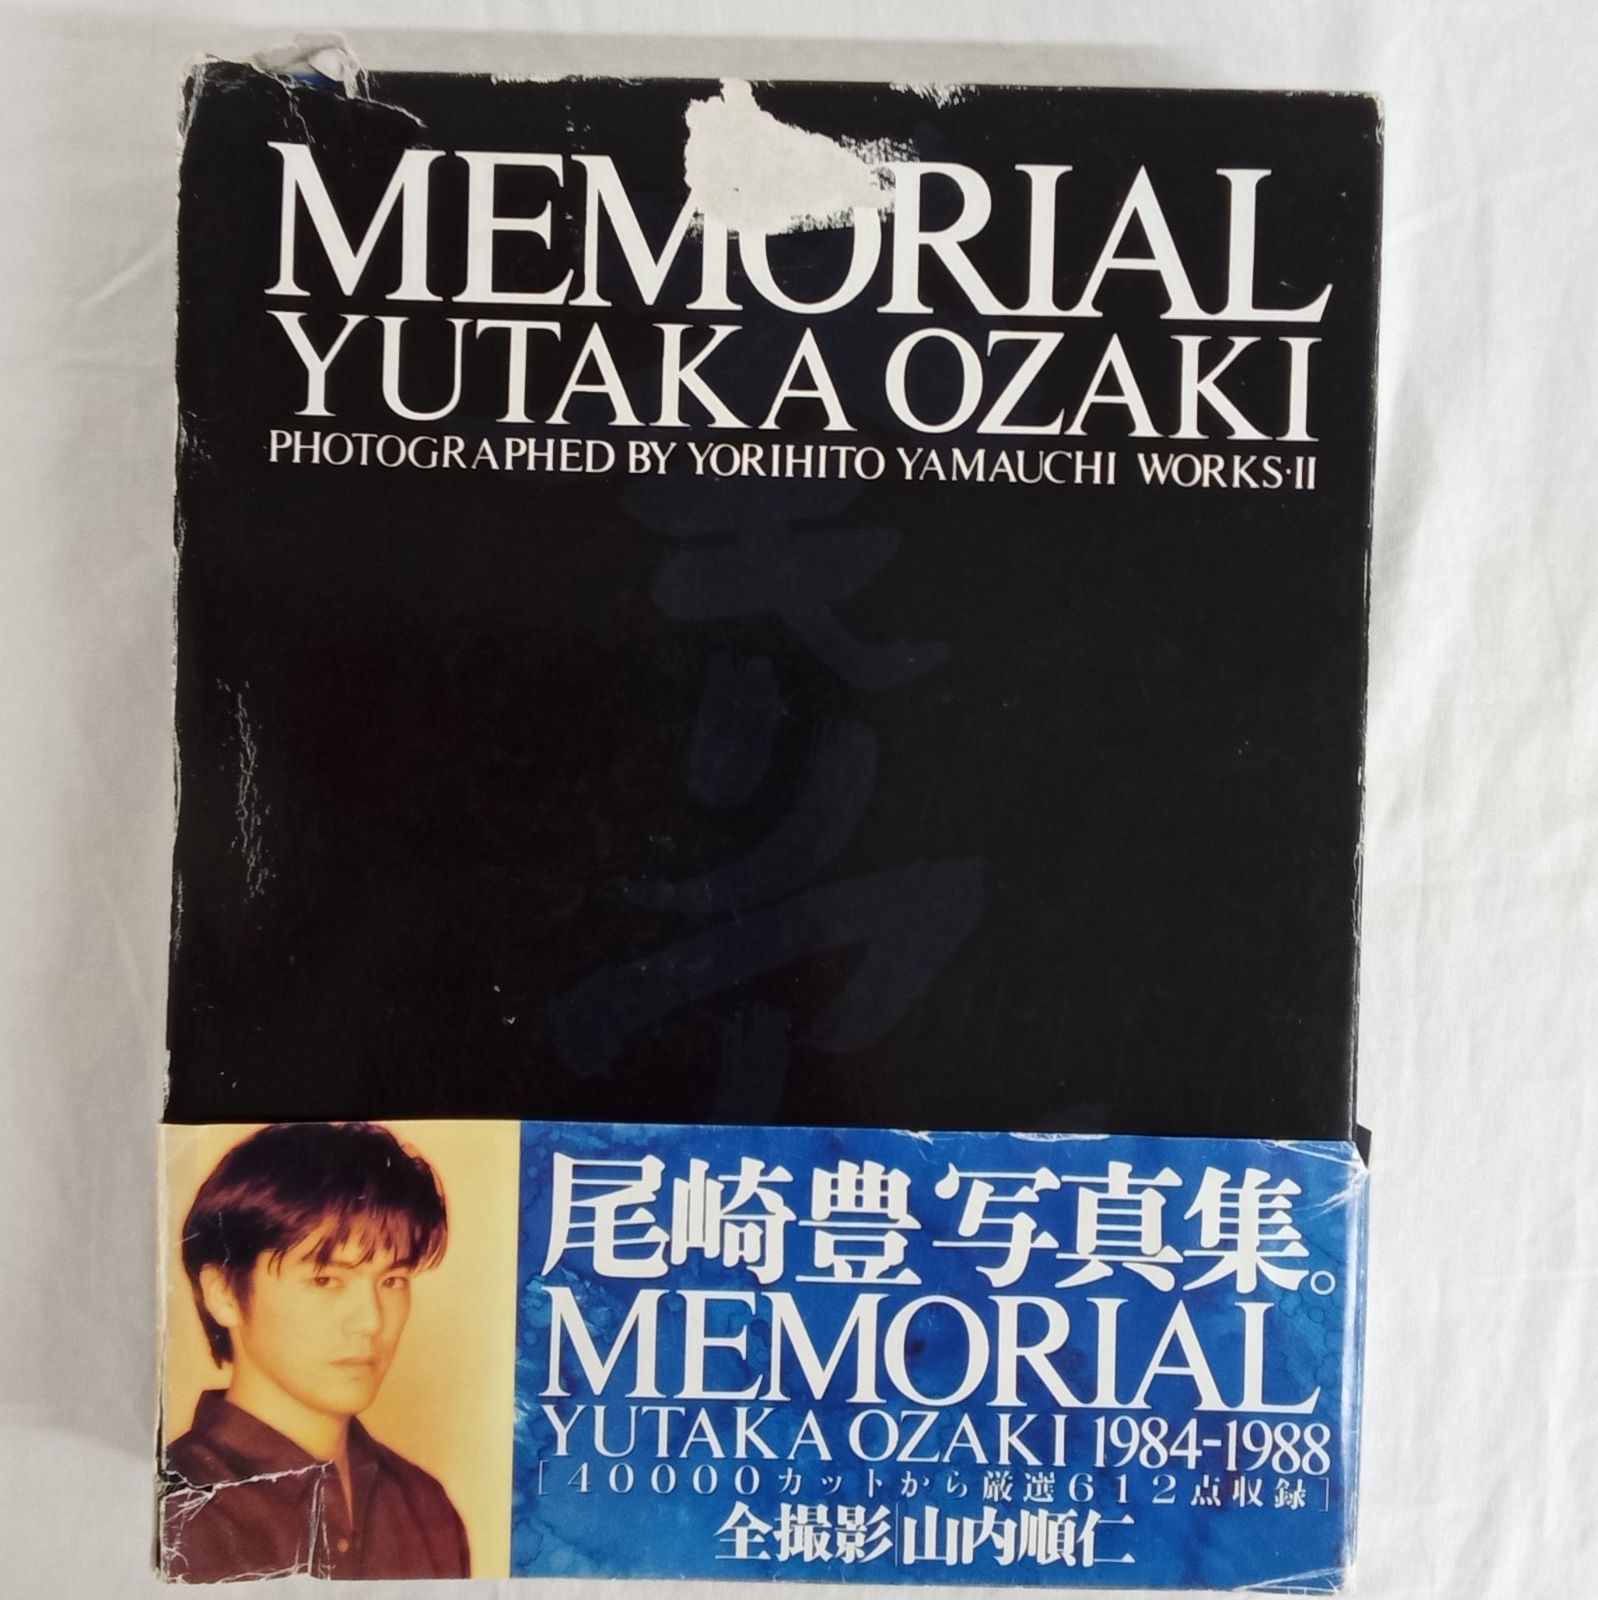 MEMORIAL
YUTAKA OZAKI
PHOTOGRAPHED BY YORIHITO YAMAUCHI WORKS·II
尾崎豊写真集。
MEMORIAL
YUTAKA OZAKI 1984-1988
[40000カットから厳選612点収録]
全撮影|山内順仁